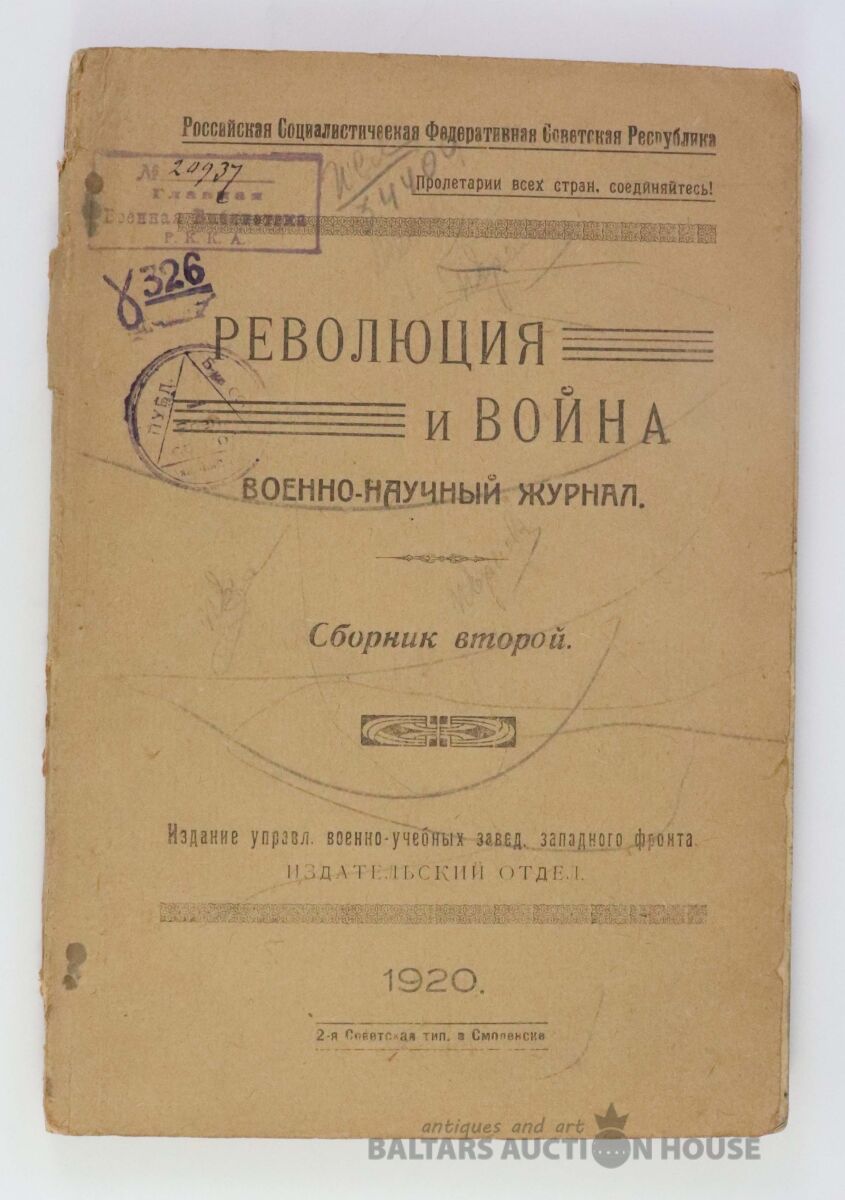 Российская Социалистическая Федеративная Советская Республика
Пролетарии всех стран, соединяйтесь!
№ 20937
Главная
Военная Библиотека
Р. К. К. А.
326
РЕВОЛЮЦИЯ
и ВОЙНА
ВОЕННО-НАУЧНЫЙ ЖУРНАЛ.
ПУБЛ.
Сборник второй.
Издание управл. военно-учебных завед. западного фронта.
ИЗДАТЕЛЬСКИЙ ОТДЕЛ.
1920.
2-я Советская тип. в Смоленске
antiques and art
BALTARS AUCTION HOUSE